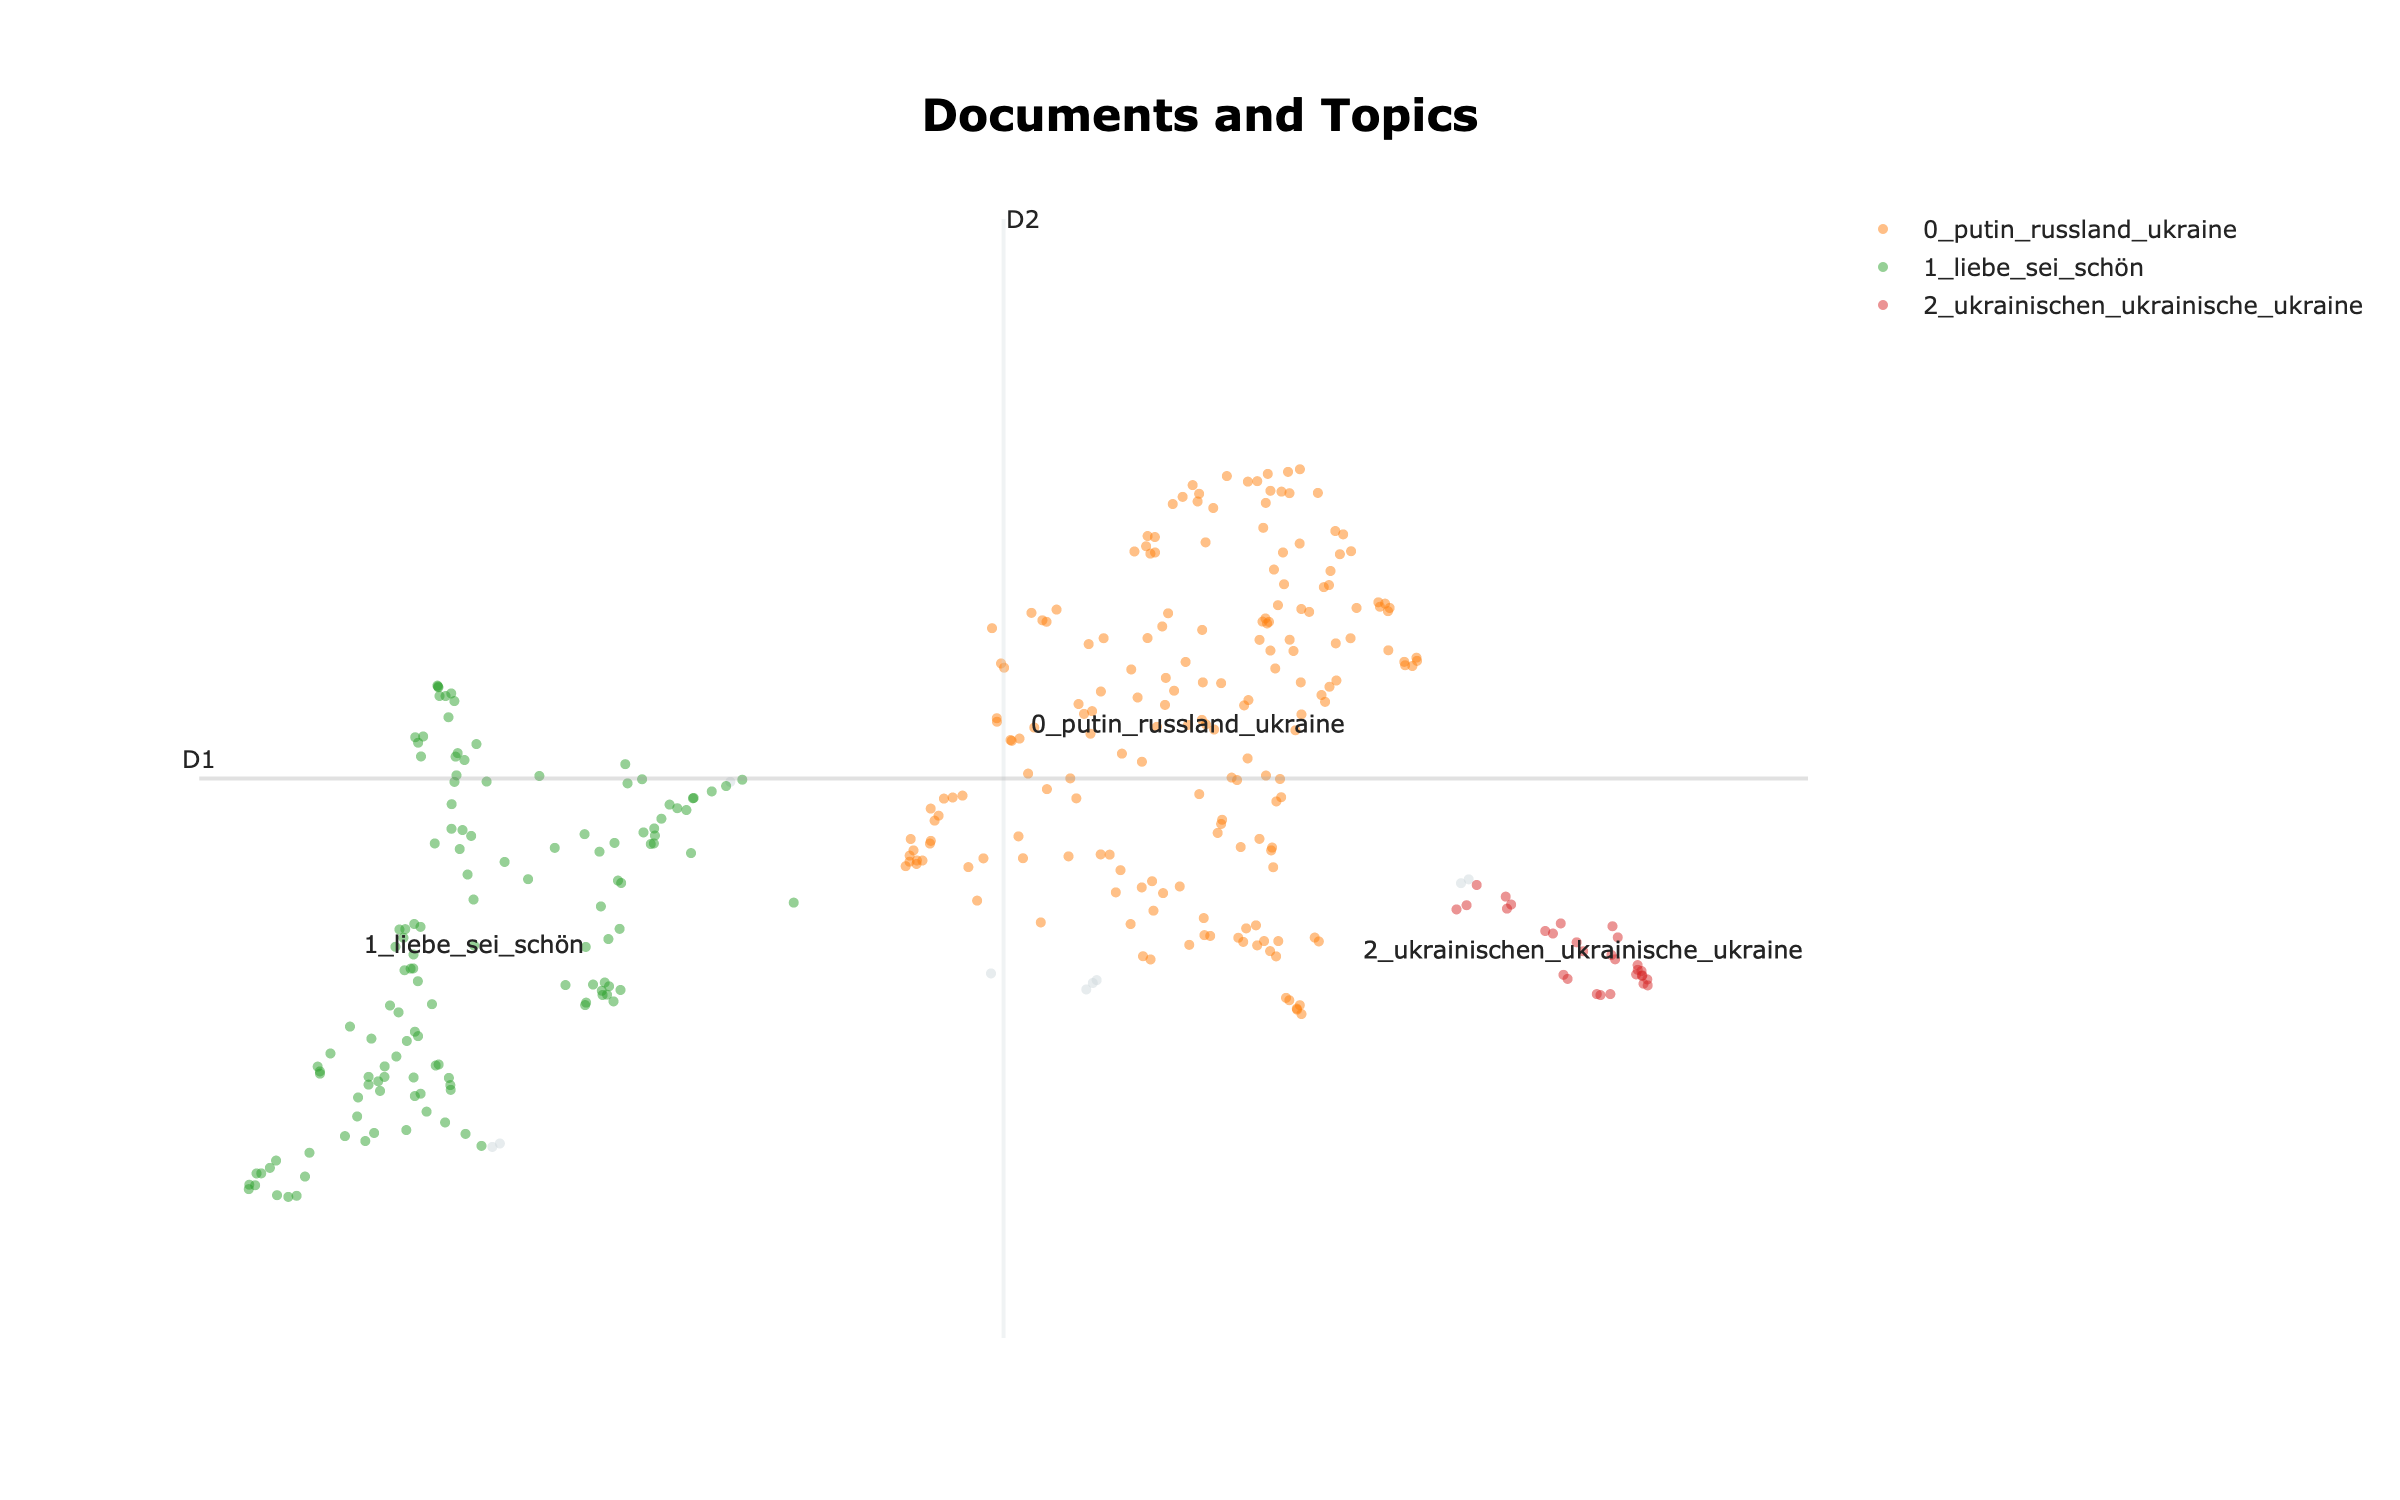 Documents and Topics
D2
0_putin_russland_ukraine
1_liebe_sei_schön
2_ukrainischen_ukrainische_ukraine
0_putin_russland_ukraine
D1
1_liebe_sei_schön
2_ukrainischen_ukrainische_ukraine